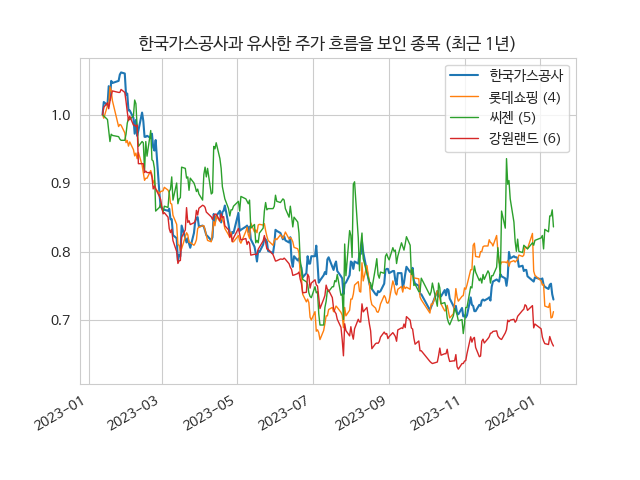 한국가스공사과 유사한 주가 흐름을 보인 종목 (최근 1년)
한국가스공사
롯데쇼핑 (4)
씨젠 (5)
강원랜드 (6)
1.0
0.9
0.8
0.7
2023-01
2023-03
2023-05
2023-07
2023-09
2023-11
2024-01